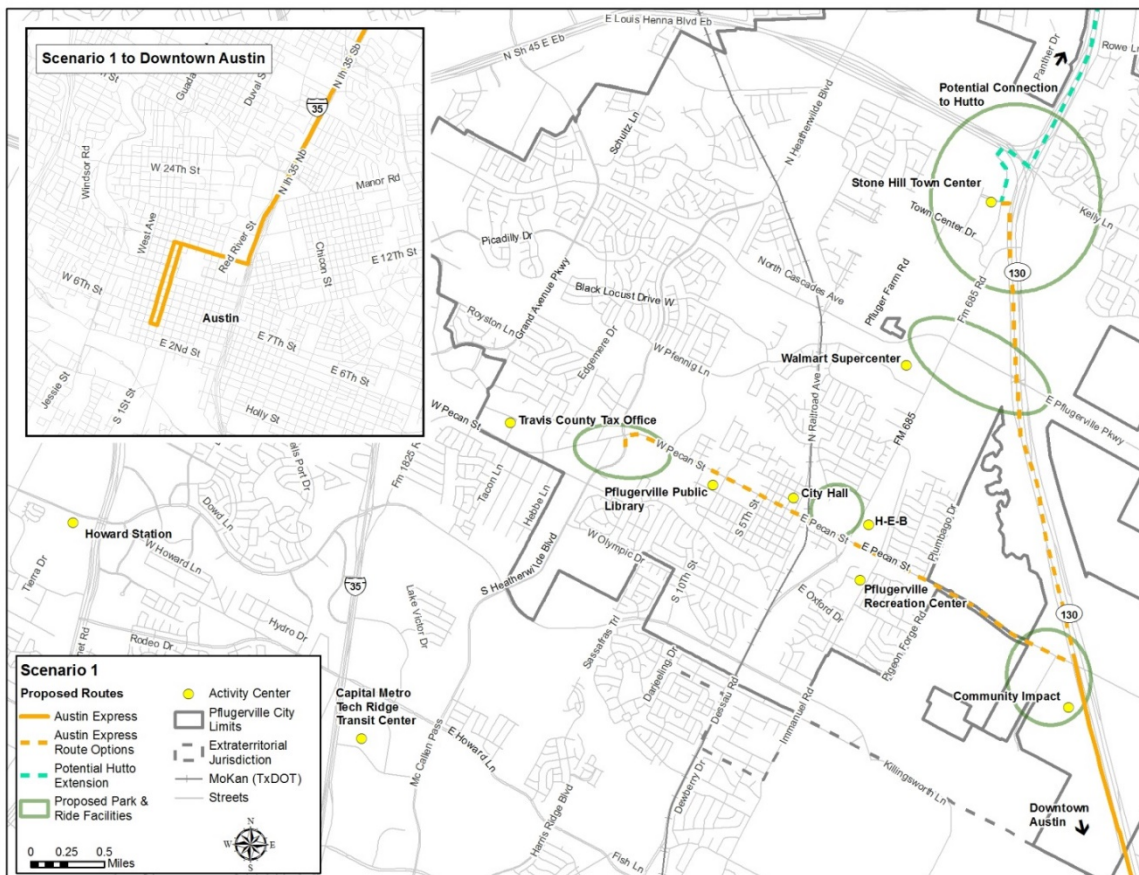 E Louis Henna Blvd Eb
N Sh 45 E Eb
Panther Dr
Rowe Ln
Scenario 1 to Downtown Austin
Guada
Duval S
N Ih 35 Sb
35
W 24Th St
N Ih 35 Nb
Manor Rd
Windsor Rd
West Ave
Red River St
Chicon St
E 12Th St
W 6Th St
Austin
E 2Nd St
E 7Th St
E 6Th St
Jessie St
S 1St St
Holly St
Potential Connection
to Hutto
Schultz Ln
N Heatherwilde Blvd
Stone Hill Town Center
Town Center Dr
Kelly Ln
Picadilly Dr
Grand Avenue Pkwy
North Cascades Ave
Pfluger Farm Rd
Fm 685 Rd
130
Black Locust Drive W
Royston Ln
Edgemere Dr
W Pfennig Ln
Walmart Supercenter
N Railroad Ave
FM 685
E Pflugerville Pkwy
W Pecan St
Travis County Tax Office
W Pecan St
Fm 1825 R
Tacon Ln
Hebbe Ln
Pflugerville Public
Library
City Hall
S 5Th St
H-E-B
E Pecan St
E Pecan St
Plumbago Dr
ells Port Dr
Dowd Ln
Howard Station
W Howard Ln
Tierra Dr
35
S Heatherwilde Blvd
W Olympic Dr
S 10Th St
E Oxford Dr
Pflugerville
Recreation Center
Pigeon Forge Rd
130
Hydro Dr
Lake Victor Dr
Rodeo Dr
net Rd
Sassafras Trl
Darjeeling Dr
Dessau Rd
Immanuel Rd
Community Impact
Capital Metro
Tech Ridge
Transit Center
Mc Callen Pass
E Howard Ln
Harris Ridge Blvd
Dewberry Dr
Killingsworth Ln
Fish Ln
Downtown
Austin
Scenario 1
Proposed Routes
Austin Express
Austin Express
Route Options
Potential Hutto
Extension
Proposed Park &
Ride Facilities
Activity Center
Pflugerville City
Limits
Extraterritorial
Jurisdiction
MoKan (TxDOT)
Streets
0 0.25 0.5
Miles
N
W E
S